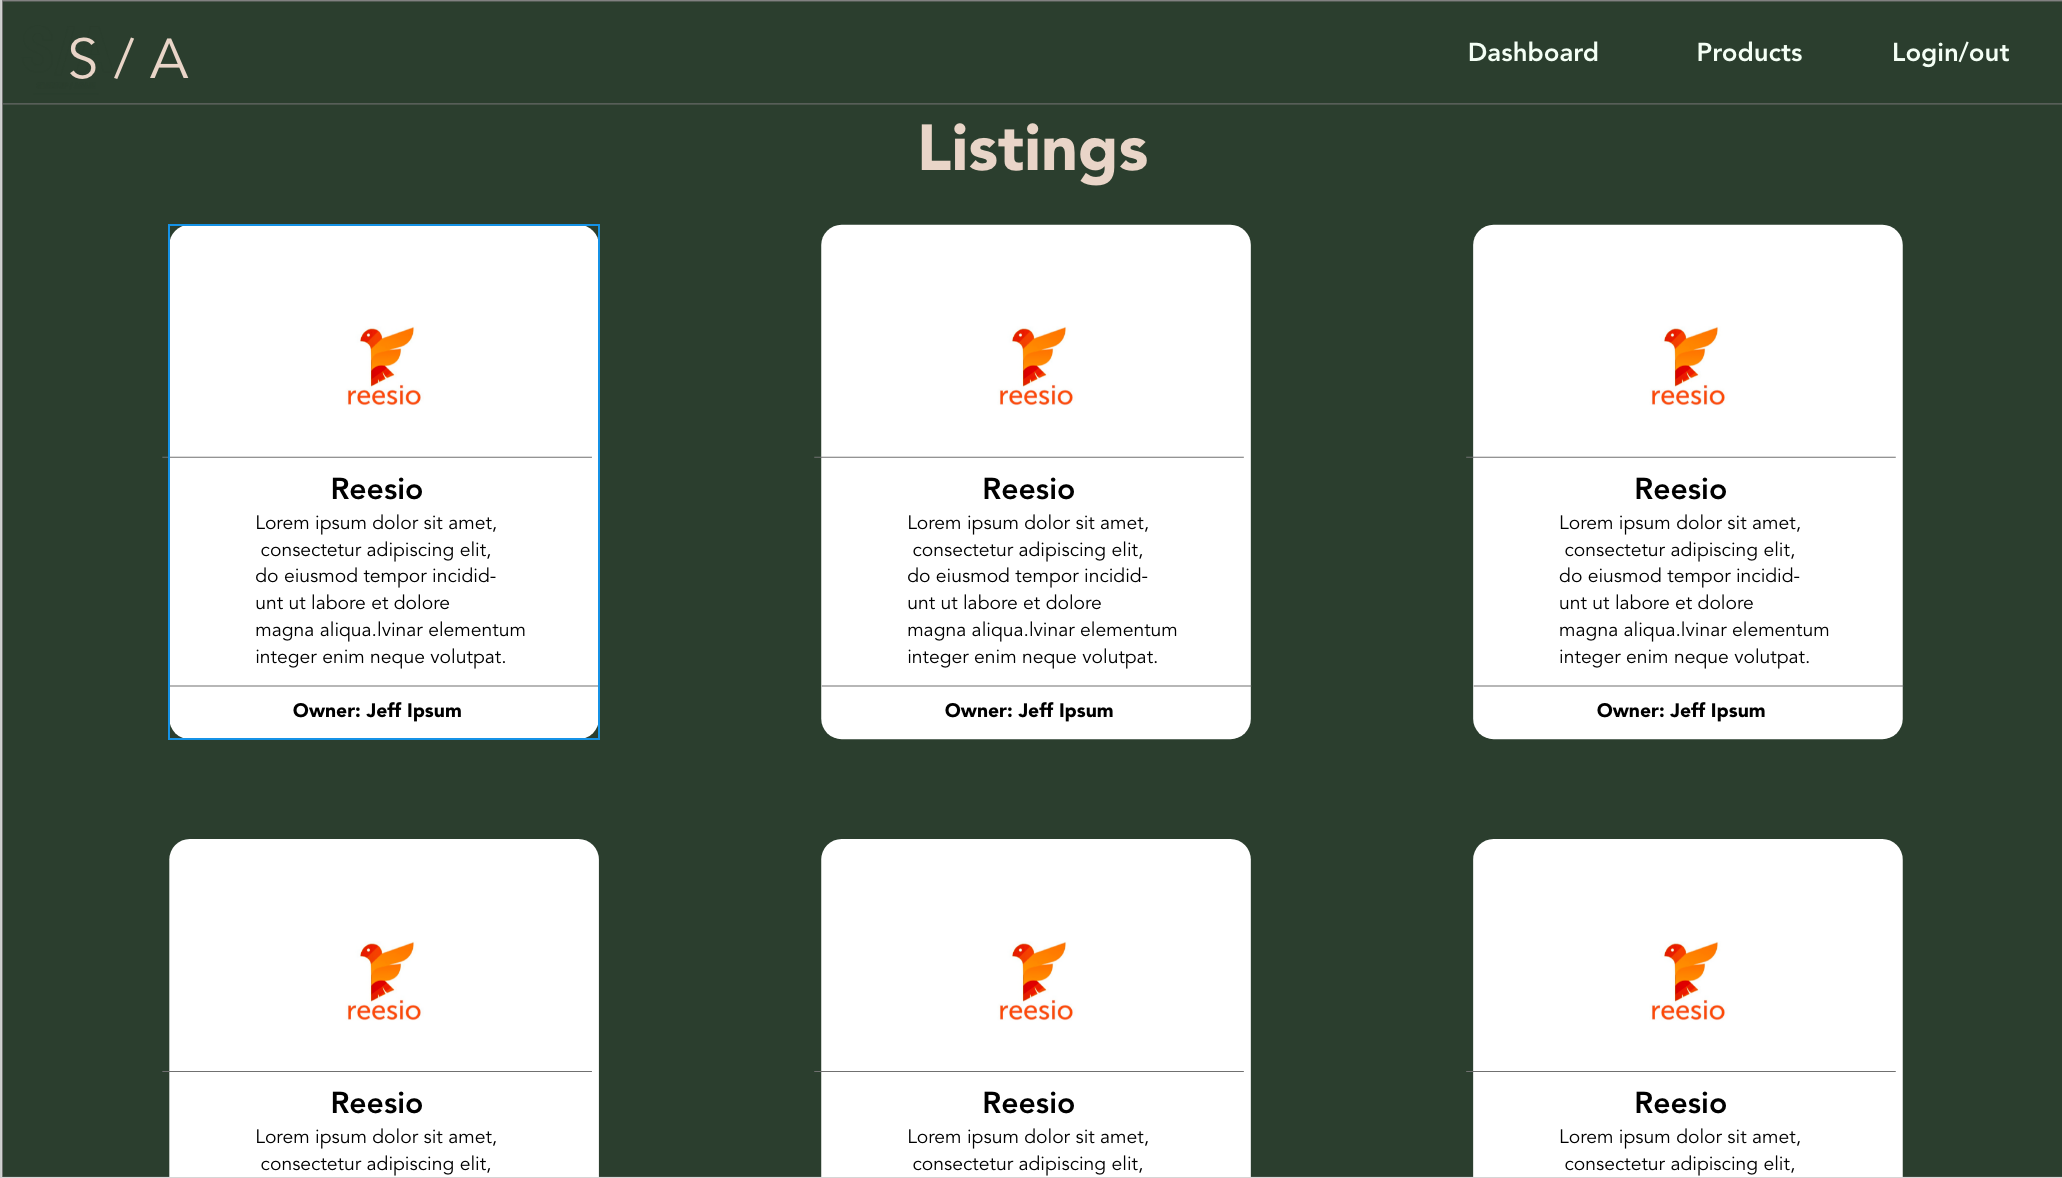 S / A
Dashboard Products Login/out
Listings
reesio
Reesio
Lorem ipsum dolor sit amet,
consectetur adipiscing elit,
do eiusmod tempor incidid-
unt ut labore et dolore
magna aliqua.lvinar elementum
integer enim neque volutpat.
Owner: Jeff Ipsum
reesio
Reesio
Lorem ipsum dolor sit amet,
consectetur adipiscing elit,
do eiusmod tempor incidid-
unt ut labore et dolore
magna aliqua.lvinar elementum
integer enim neque volutpat.
Owner: Jeff Ipsum
reesio
Reesio
Lorem ipsum dolor sit amet,
consectetur adipiscing elit,
do eiusmod tempor incidid-
unt ut labore et dolore
magna aliqua.lvinar elementum
integer enim neque volutpat.
Owner: Jeff Ipsum
reesio
Reesio
Lorem ipsum dolor sit amet,
consectetur adipiscing elit,
reesio
Reesio
Lorem ipsum dolor sit amet,
consectetur adipiscing elit,
reesio
Reesio
Lorem ipsum dolor sit amet,
consectetur adipiscing elit,